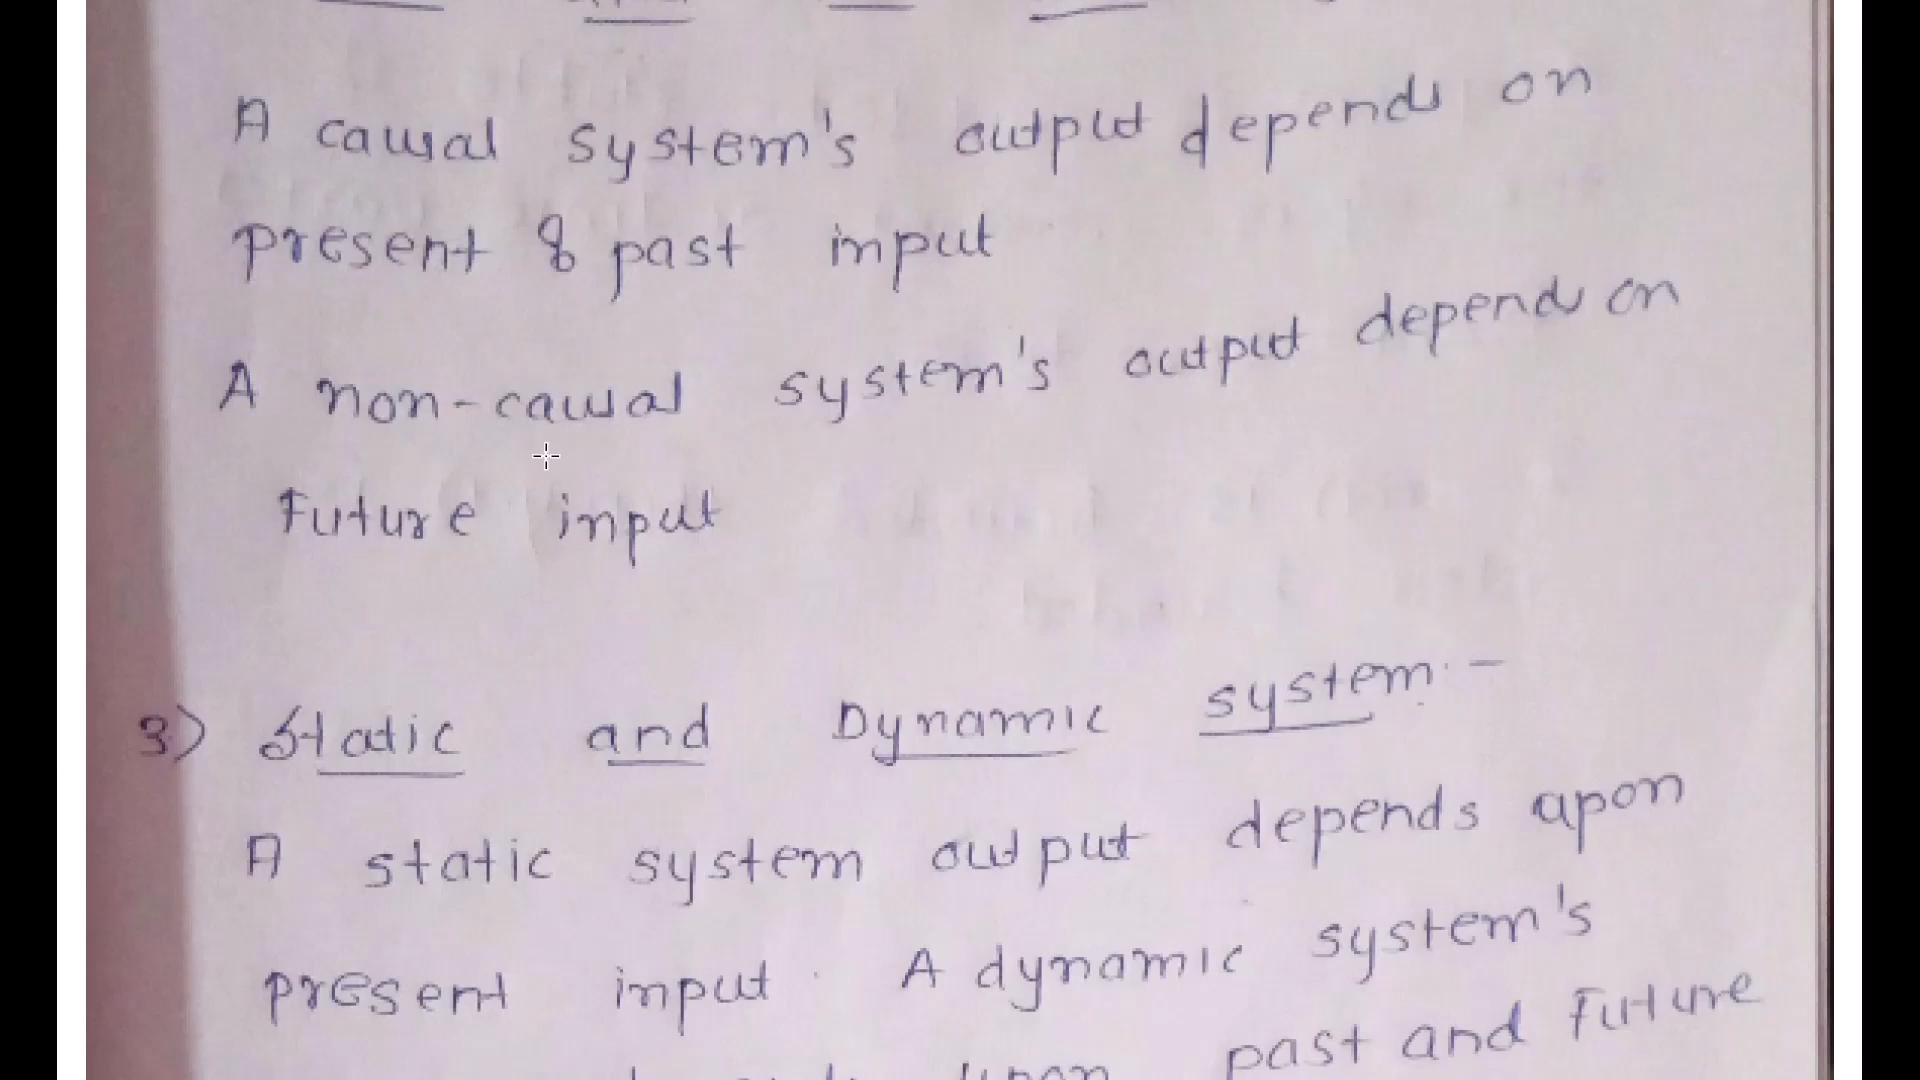 A causal system's output depends on
present & past input
A non-causal system's output depends on
Future input
3) Static and Dynamic system:-
A static system output depends apon
present input. A dynamic system's
upon past and Future